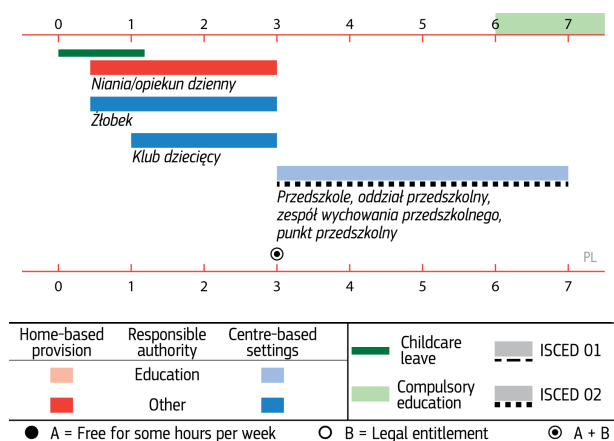 0 1 2 3 4 5 6 7
Niania/opiekun dzienny
Żłobek
Klub dziecięcy
Przedszkole, oddział przedszkolny,
zespół wychowania przedszkolnego,
punkt przedszkolny
PL
0 1 2 3 4 5 6 7
Home-based provision
Responsible authority
Centre-based settings
Education
Other
Childcare leave
Compulsory education
ISCED 01
ISCED 02
A = Free for some hours per week
B = Legal entitlement
A + B